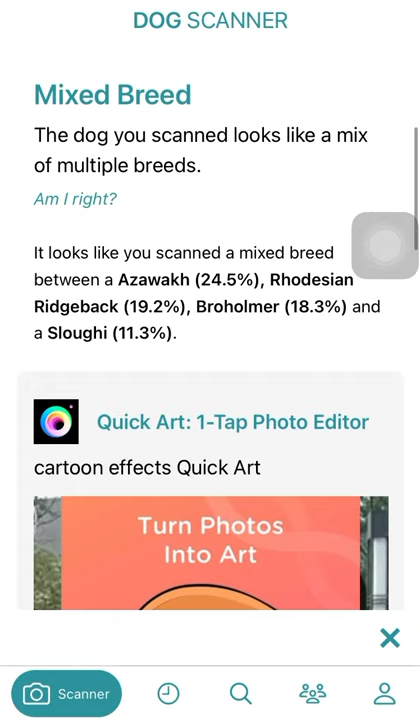 DOG SCANNER
Mixed Breed
The dog you scanned looks like a mix
of multiple breeds.
Am I right?
It looks like you scanned a mixed breed
between a Azawakh (24.5%), Rhodesian
Ridgeback (19.2%), Broholmer (18.3%) and
a Sloughi (11.3%).
Quick Art: 1-Tap Photo Editor
cartoon effects Quick Art
Turn Photos
Into Art
Scanner